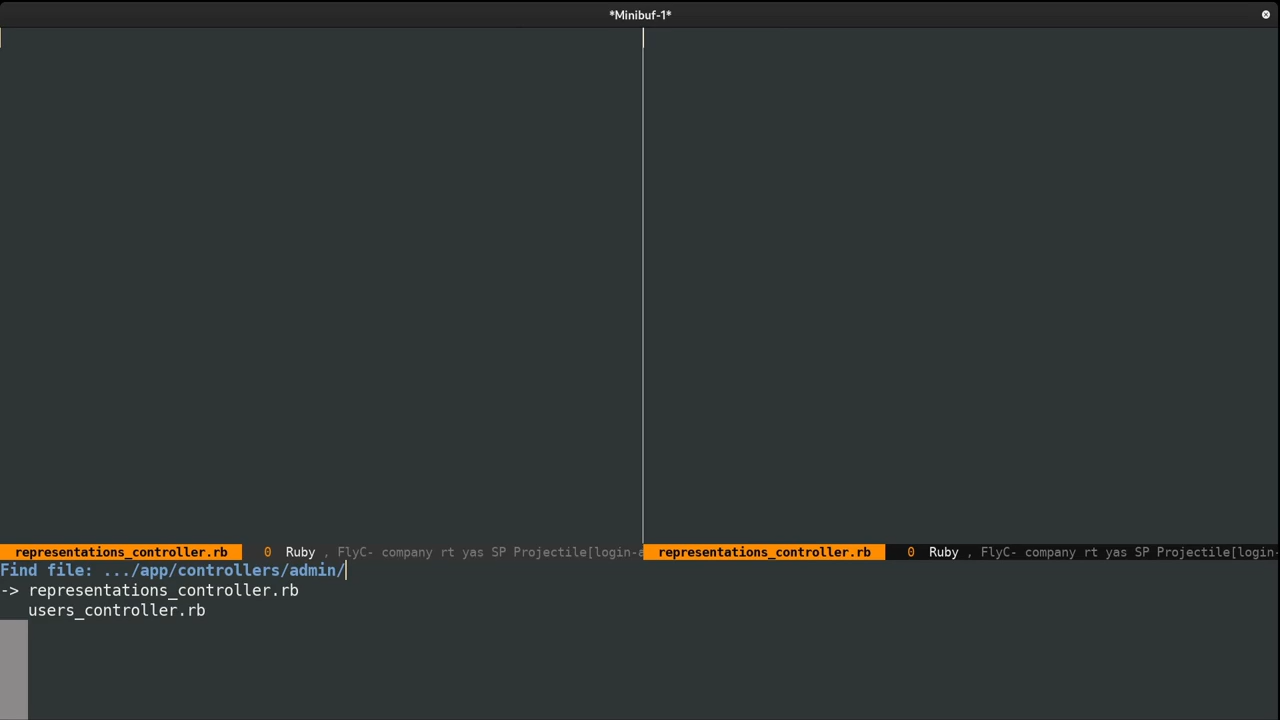 *Minibuf-1*
representations_controller.rb 0 Ruby , FlyC- company rt yas SP Projectile[login-a
representations_controller.rb 0 Ruby , FlyC- company rt yas SP Projectile[login-
Find file: .../app/controllers/admin/
-> representations_controller.rb
users_controller.rb